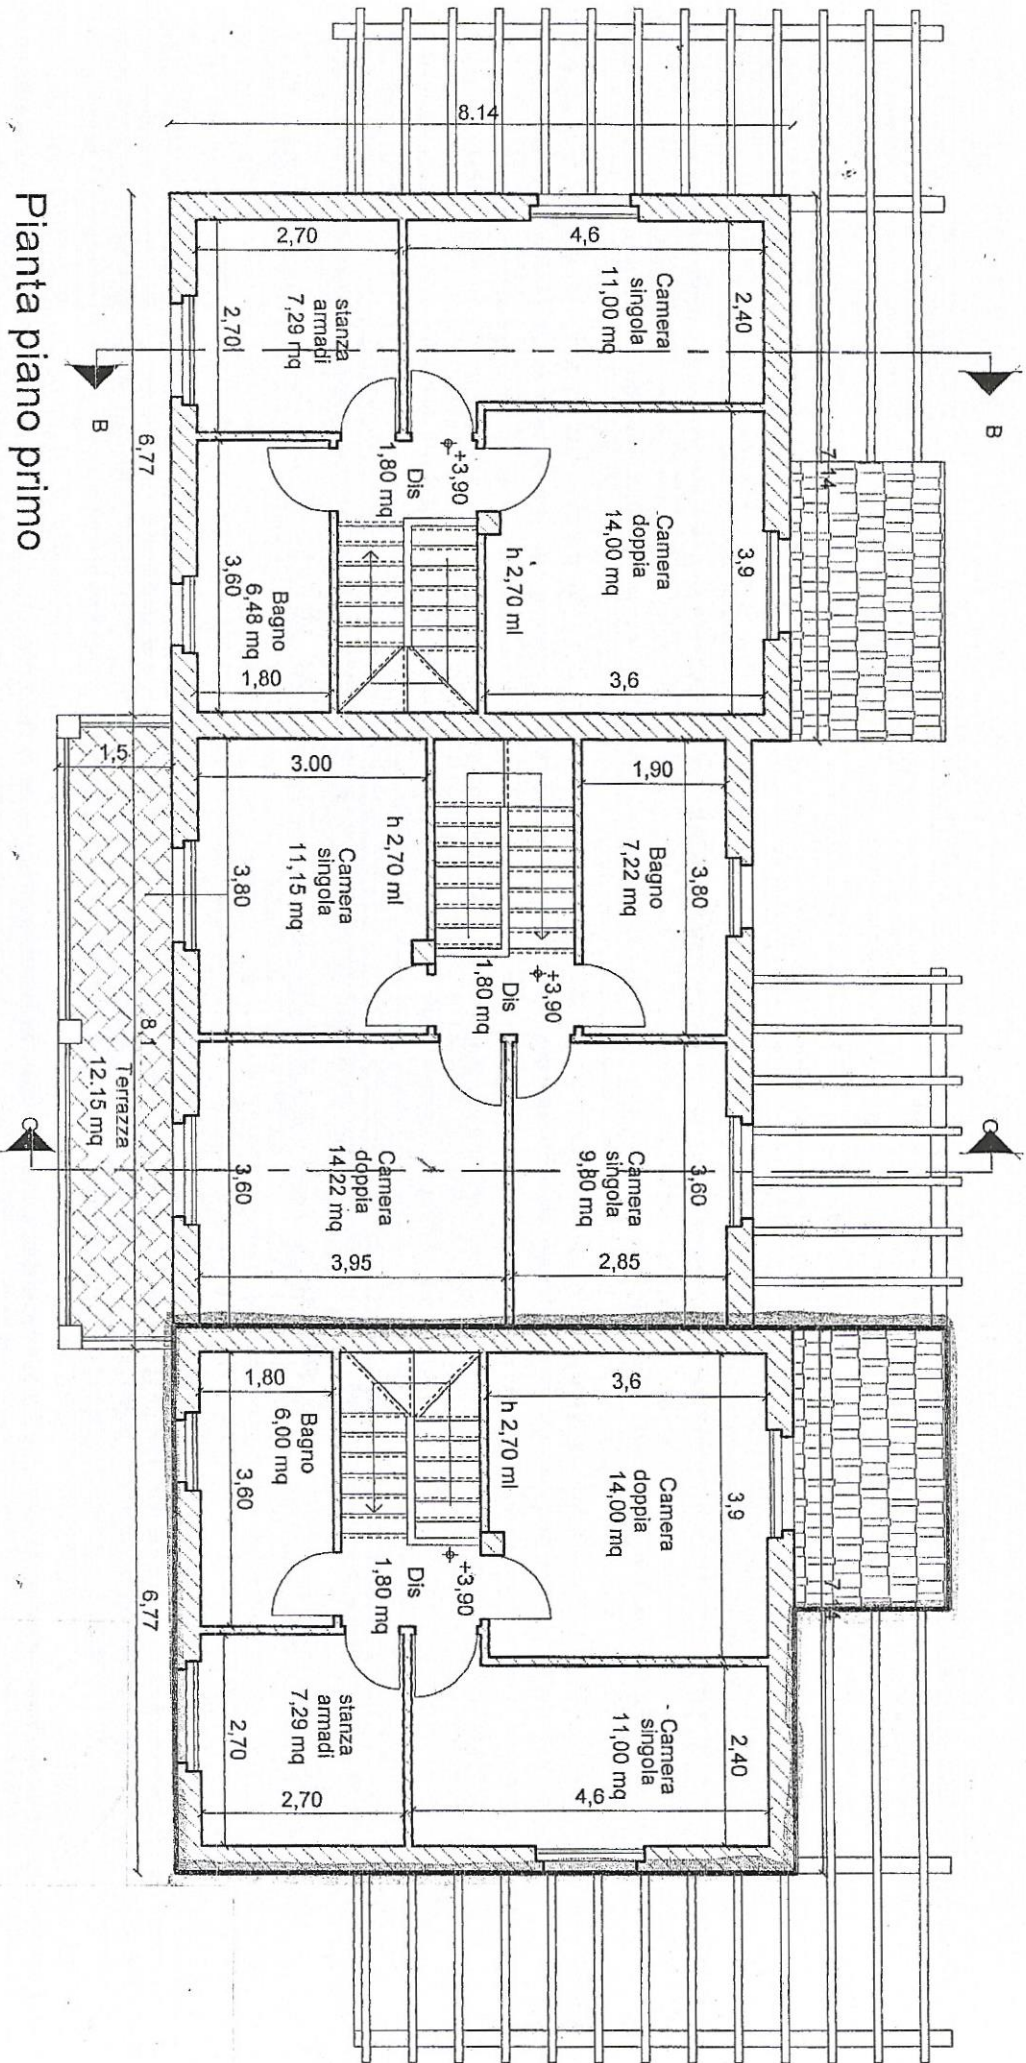 Pianta piano primo
8.14
7.14
2,70
4,6
stanza
armadi
7,29 mq
2,70
Camera
singola
11,00 mq
2,40
B
B
6,77
Dis
1,80 mq
+3,90
Camera
doppia
14,00 mq
3,9
h 2,70 ml
3,6
Bagno
6,48 mq
3,60
1,80
1,5
3.00
1,90
h 2,70 ml
Camera
singola
11,15 mq
3,80
Bagno
7,22 mq
3,80
Dis
1,80 mq
+3,90
8,1
Terrazza
12.15 mq
Camera
doppia
14,22 mq
3,60
3,95
Camera
singola
9,80 mq
3,60
2,85
1,80
3,6
Bagno
6,00 mq
3,60
h 2,70 ml
Camera
doppia
14,00 mq
3,9
Dis
1,80 mq
+3,90
6,77
stanza
armadi
7,29 mq
2,70
2,70
Camera
singola
11,00 mq
2,40
4,6